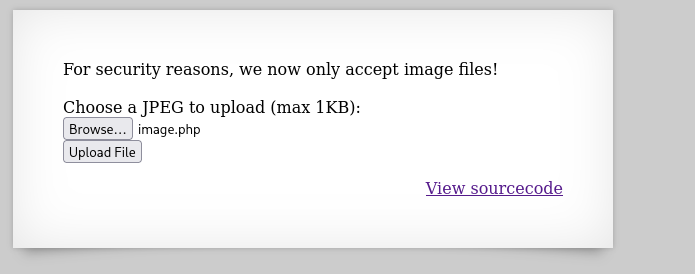 For security reasons, we now only accept image files!
Choose a JPEG to upload (max 1KB):
Browse... image.php
Upload File
View sourcecode